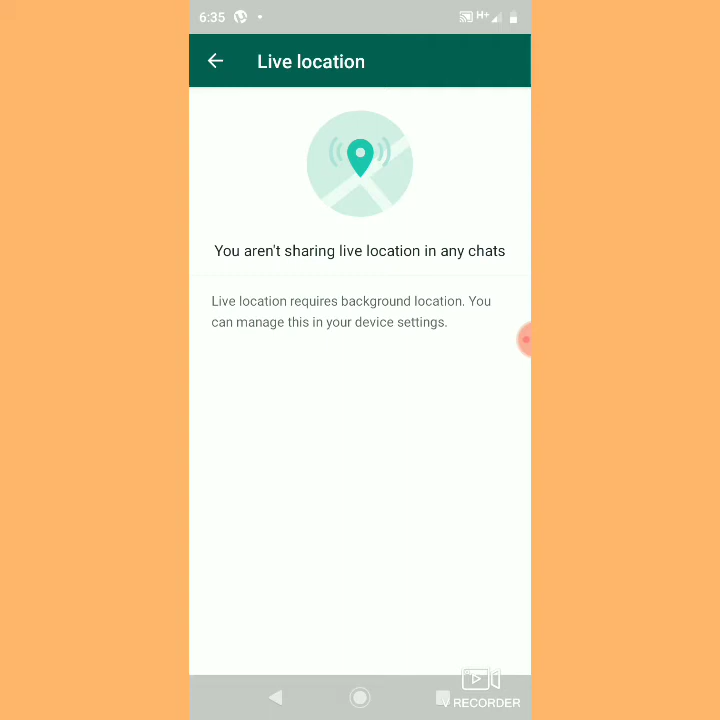 6:35
H+
Live location
You aren't sharing live location in any chats
Live location requires background location. You
can manage this in your device settings.
V RECORDER